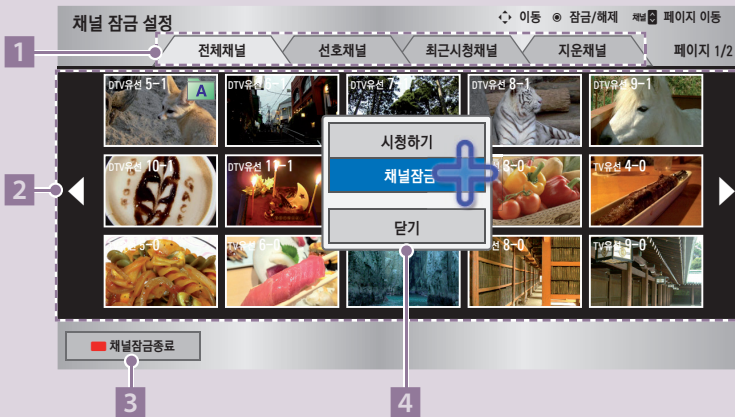 채널 잠금 설정
이동 잠금/해제 채널 페이지 이동
1
전체채널 선호채널 최근시청채널 지운채널 페이지 1/2
DTV유선 5-1 A DTV유선 7 DTV유선 8-1 DTV유선 9-1
시청하기
2
DTV유선 10-1 DTV유선 11-1 채널잠금 8-0 TV유선 4-0
닫기
5-0 TV유선 6-0 8-0 TV유선 9-0
채널잠금종료
3 4